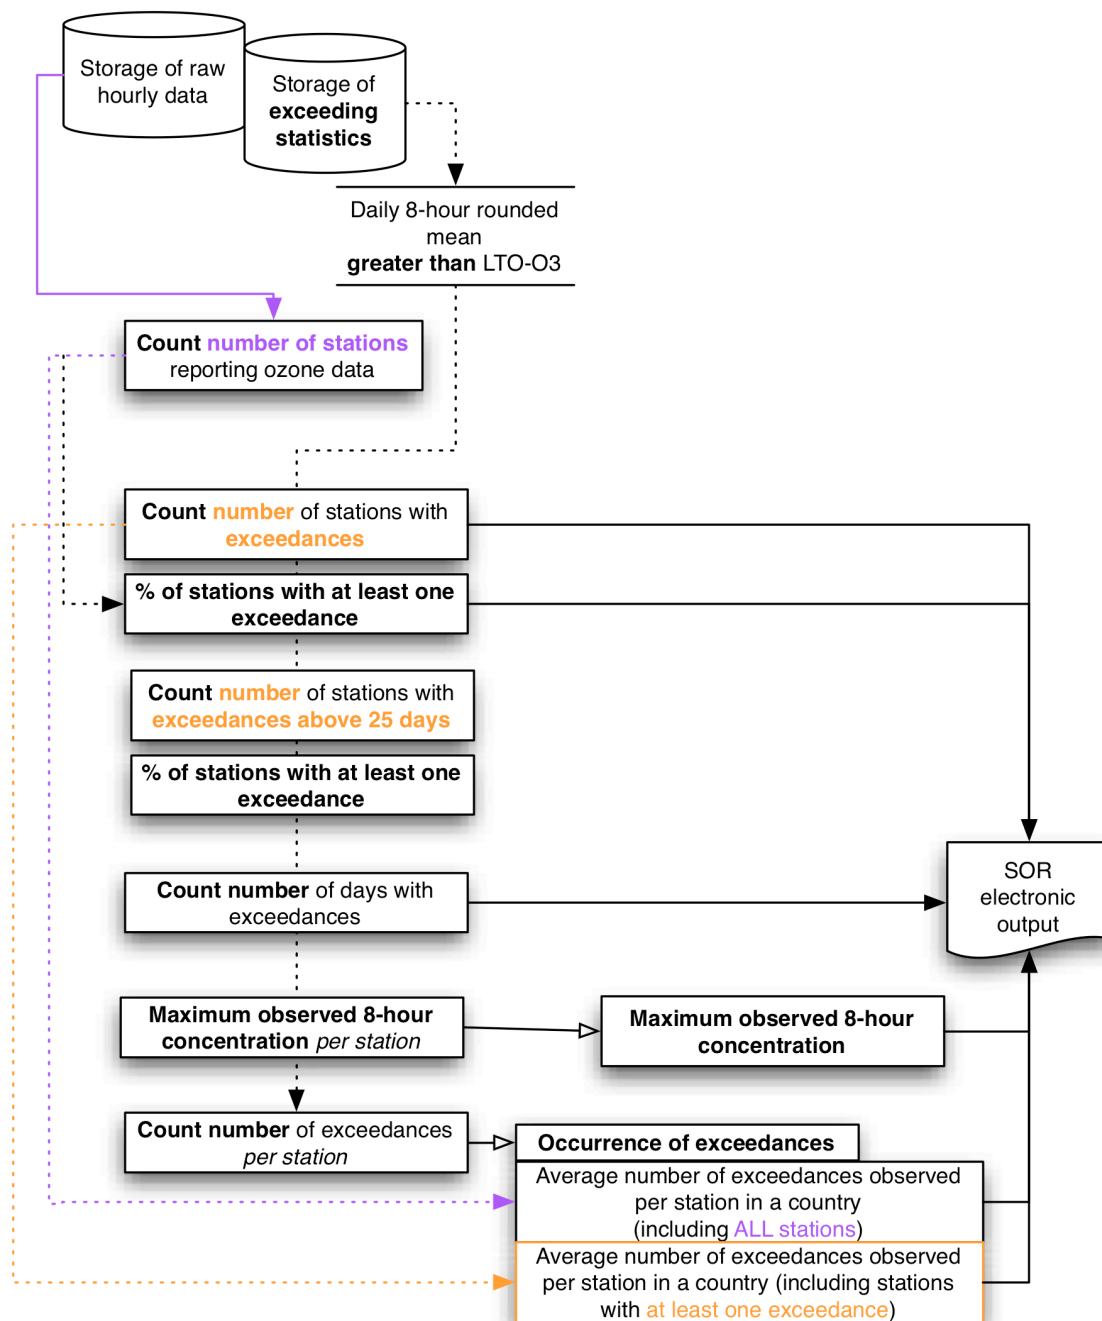 Storage of raw
hourly data
Storage of
exceeding
statistics
Daily 8-hour rounded
mean
greater than LTO-O3
Count number of stations
reporting ozone data
Count number of stations with
exceedances
% of stations with at least one
exceedance
Count number of stations with
exceedances above 25 days
% of stations with at least one
exceedance
Count number of days with
exceedances
SOR
electronic
output
Maximum observed 8-hour
concentration per station
Maximum observed 8-hour
concentration
Count number of exceedances
per station
Occurrence of exceedances
Average number of exceedances observed
per station in a country
(including ALL stations)
Average number of exceedances observed
per station in a country (including stations
with at least one exceedance)